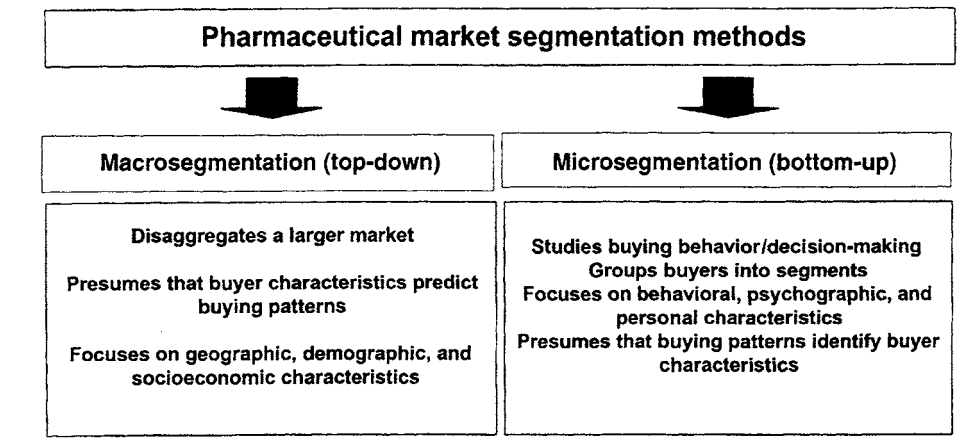 Pharmaceutical market segmentation methods
Macrosegmentation (top-down)
Disaggregates a larger market
Presumes that buyer characteristics predict
buying patterns
Focuses on geographic, demographic, and
socioeconomic characteristics
Microsegmentation (bottom-up)
Studies buying behavior/decision-making
Groups buyers into segments
Focuses on behavioral, psychographic, and
personal characteristics
Presumes that buying patterns identify buyer
characteristics